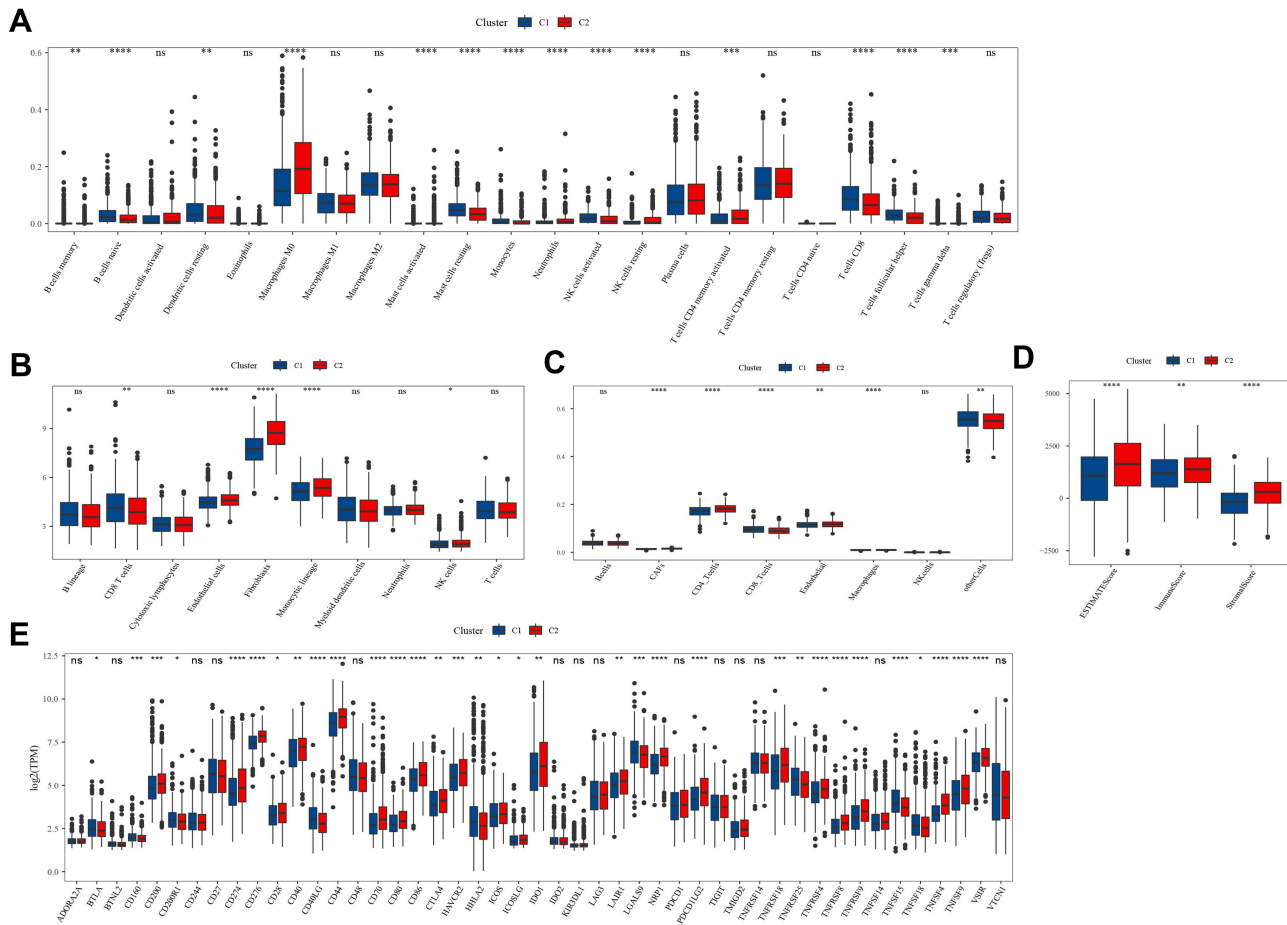 A
Cluster C1 C2
** **** ns ** ns **** ns ns **** **** **** **** **** **** ns *** ns ns **** **** *** ns
0.6
0.4
0.2
0.0
B cells memory
B cells naive
Dendritic cells activated
Dendritic cells resting
Eosinophils
Macrophages M0
Macrophages M1
Macrophages M2
Mast cells activated
Mast cells resting
Monocytes
Neutrophils
NK cells activated
NK cells resting
Plasma cells
T cells CD4 memory activated
T cells CD4 memory resting
T cells CD4 naive
T cells CD8
T cells follicular helper
T cells gamma delta
T cells regulatory (Tregs)
B
Cluster C1 C2
ns ** ns **** **** **** ns ns * ns
9
6
3
B lineage
CD8 T cells
Cytotoxic lymphocytes
Endothelial cells
Fibroblasts
Monocytic lineage
Myeloid dendritic cells
Neutrophils
NK cells
T cells
C
Cluster C1 C2
ns **** **** **** ** **** ns **
0.6
0.4
0.2
0.0
Bcells
CAFs
CD4_Tcells
CD8_Tcells
Endothelial
Macrophages
NKcells
otherCells
D
Cluster C1 C2
**** ** ****
5000
2500
0
-2500
ESTIMATEScore
ImmuneScore
StromalScore
E
Cluster C1 C2
ns * ns *** *** * ns ns **** **** * ** **** **** ns **** **** **** ** *** ** * * ** ns ns ns ** *** **** ns **** ns ns ns *** ** **** **** **** ns **** * **** **** **** ns
log2(TPM)
12.5
10.0
7.5
5.0
2.5
0.0
ADORA2A
BTLA
BTNL2
CD160
CD200
CD200R1
CD244
CD27
CD274
CD276
CD28
CD40
CD40LG
CD44
CD48
CD70
CD80
CD86
CTLA4
HAVCR2
HHLA2
ICOS
ICOSLG
IDO1
IDO2
KIR3DL1
LAG3
LAIR1
LGALS9
NRP1
PDCD1
PDCD1LG2
TIGIT
TMIGD2
TNFRSF14
TNFRSF18
TNFRSF25
TNFRSF4
TNFRSF8
TNFRSF9
TNFSF14
TNFSF15
TNFSF18
TNFSF4
TNFSF9
VSIR
VTCN1